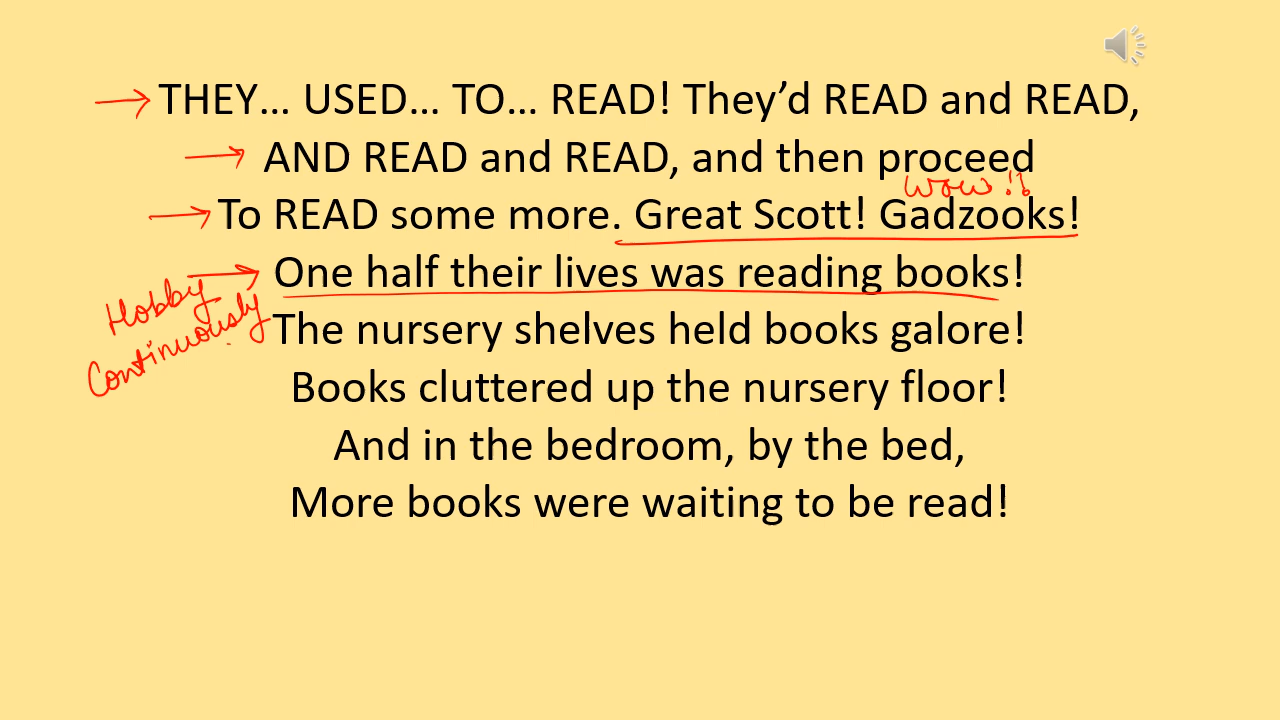 THEY… USED… TO… READ! They’d READ and READ,
AND READ and READ, and then proceed
wow!!
To READ some more. Great Scott! Gadzooks!
One half their lives was reading books!
Hobby
Continuously
The nursery shelves held books galore!
Books cluttered up the nursery floor!
And in the bedroom, by the bed,
More books were waiting to be read!